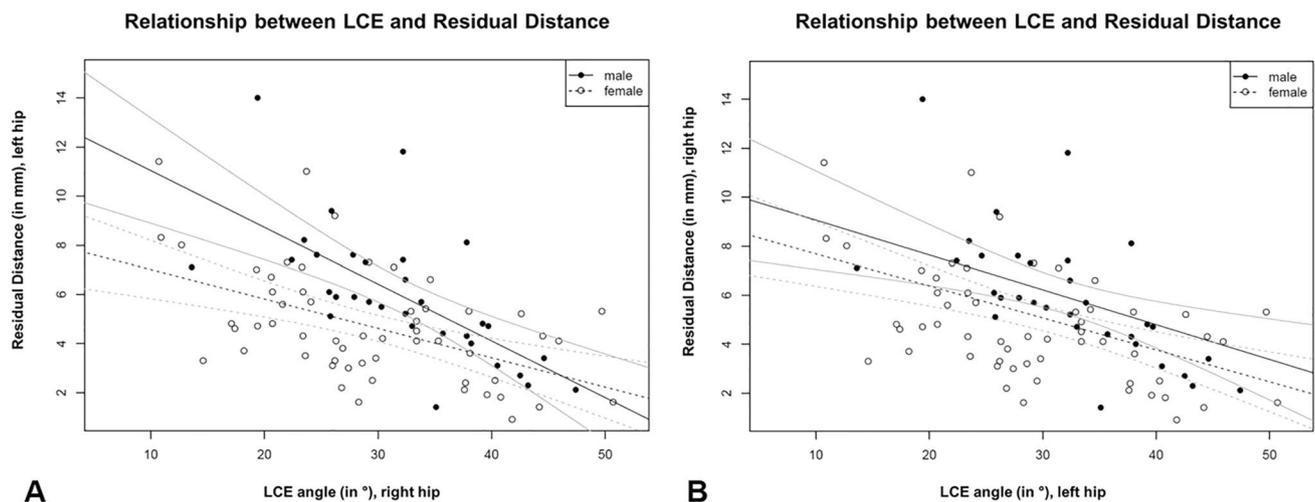 Relationship between LCE and Residual Distance
male
female
14
12
10
8
6
4
2
Residual Distance (in mm), left hip
10 20 30 40 50
LCE angle (in °), right hip
A
Relationship between LCE and Residual Distance
male
female
14
12
10
8
6
4
2
Residual Distance (in mm), right hip
10 20 30 40 50
LCE angle (in °), left hip
B